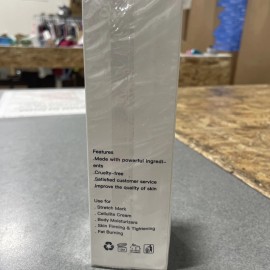 Features:
.Made with powerful ingredi-
ents
.Cruelty-free
.Satisfied customer service
.Improve the quality of skin
Use for
. Stretch Mark
. Cellulite Cream
. Body Moisturizers
. Skin Firming & Tightening
. Fat Burning